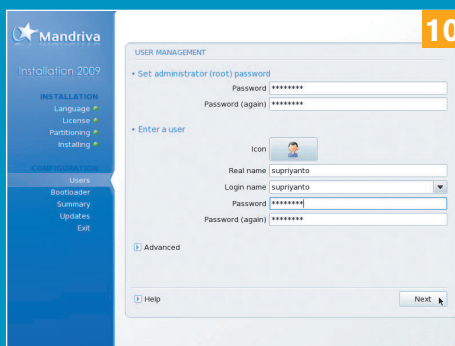 10
Mandriva
Installation 2009
INSTALLATION
Language
License
Partitioning
Installing
CONFIGURATION
Users
Bootloader
Summary
Updates
Exit
USER MANAGEMENT
• Set administrator (root) password
Password ********
Password (again) ********
• Enter a user
Icon
Real name supriyanto
Login name supriyanto
Password ********
Password (again) ********
Advanced
Help
Next